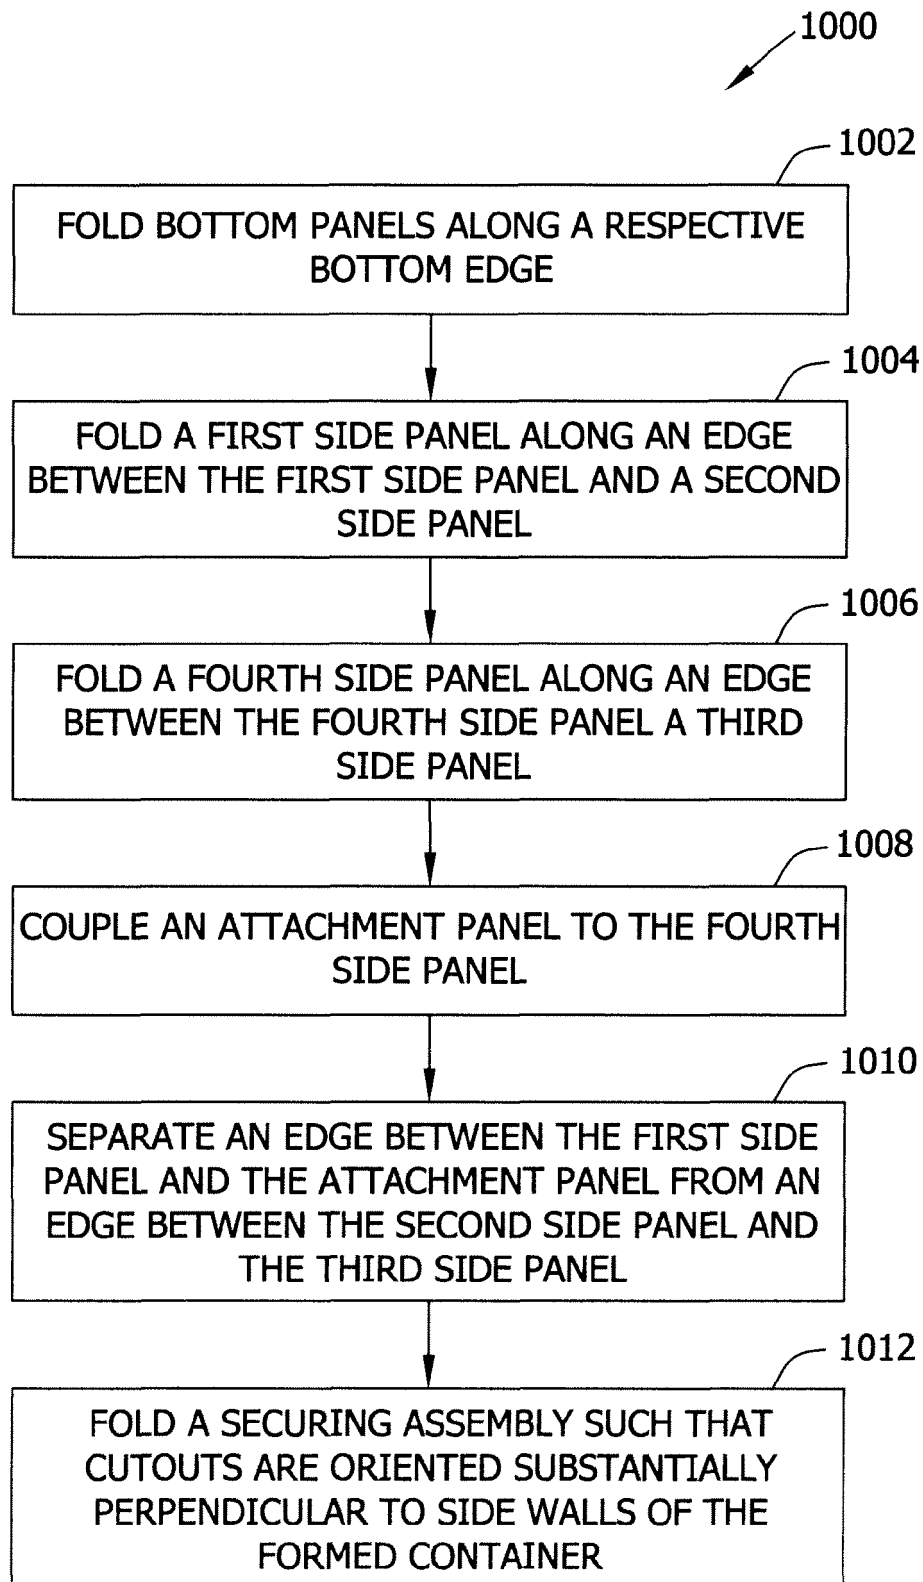 1000
1002
FOLD BOTTOM PANELS ALONG A RESPECTIVE
BOTTOM EDGE
1004
FOLD A FIRST SIDE PANEL ALONG AN EDGE
BETWEEN THE FIRST SIDE PANEL AND A SECOND
SIDE PANEL
1006
FOLD A FOURTH SIDE PANEL ALONG AN EDGE
BETWEEN THE FOURTH SIDE PANEL A THIRD
SIDE PANEL
1008
COUPLE AN ATTACHMENT PANEL TO THE FOURTH
SIDE PANEL
1010
SEPARATE AN EDGE BETWEEN THE FIRST SIDE
PANEL AND THE ATTACHMENT PANEL FROM AN
EDGE BETWEEN THE SECOND SIDE PANEL AND
THE THIRD SIDE PANEL
1012
FOLD A SECURING ASSEMBLY SUCH THAT
CUTOUTS ARE ORIENTED SUBSTANTIALLY
PERPENDICULAR TO SIDE WALLS OF THE
FORMED CONTAINER